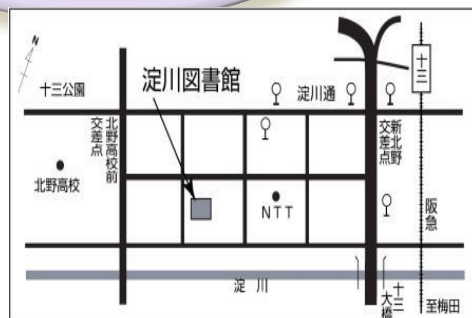 N
十三公園
淀川図書館
淀川通
十三
北野高校前
交差点
新北野
交差点
北野高校
NTT
阪急
淀川
十三
大橋
至梅田